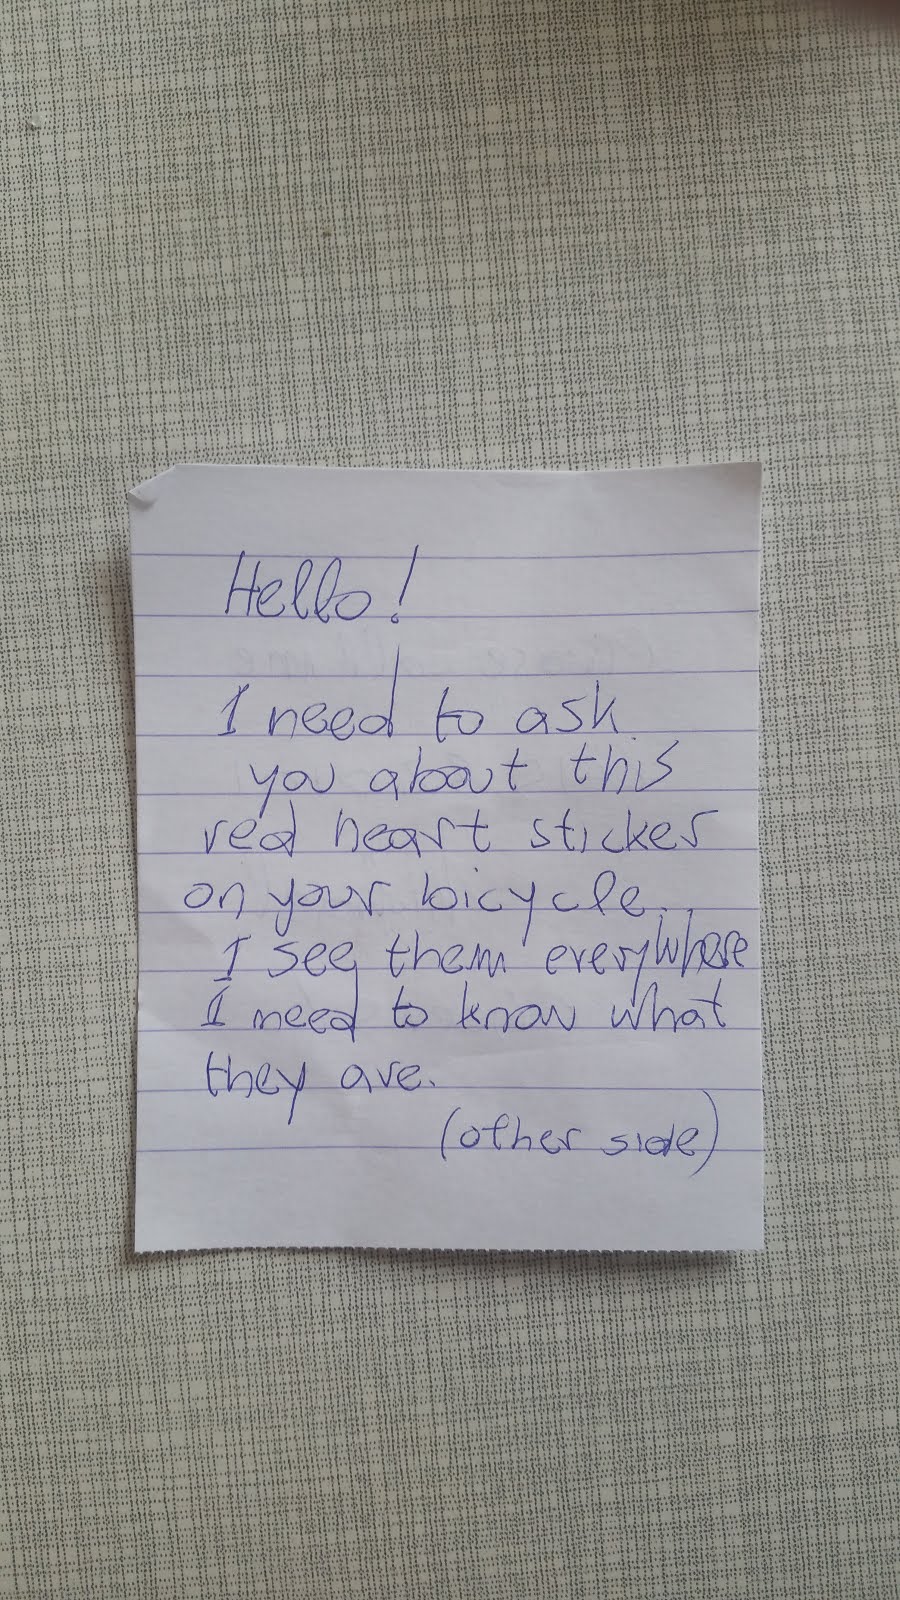 Hello!
I need to ask
you about this
red heart sticker
on your bicycle.
I see them everywhere
I need to know what
they are.
(other side)